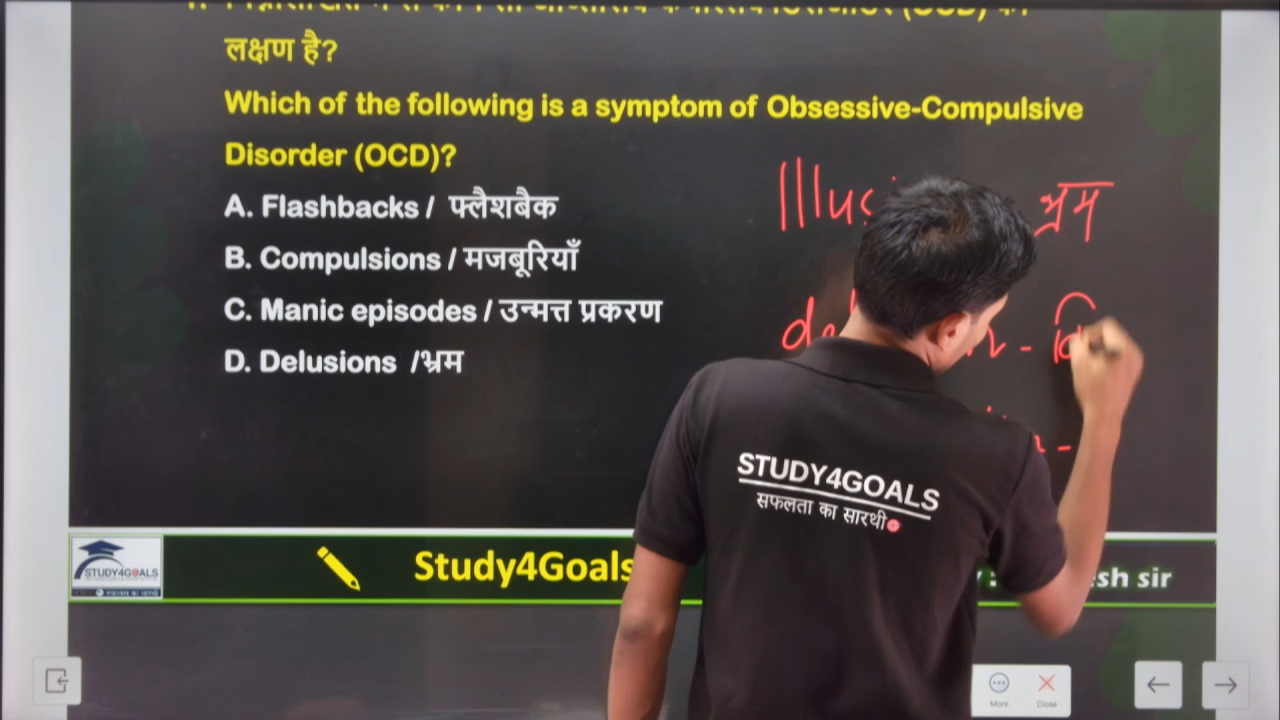 लक्षण है?
Which of the following is a symptom of Obsessive-Compulsive
Disorder (OCD)?
A. Flashbacks / फ्लैशबैक
B. Compulsions / मजबूरियाँ
C. Manic episodes / उन्मत्त प्रकरण
D. Delusions /भ्रम
भ्रम
STUDY4GOALS
सफलता का सारथी
STUDY4GOALS
Study4Goals
sir
More
Close